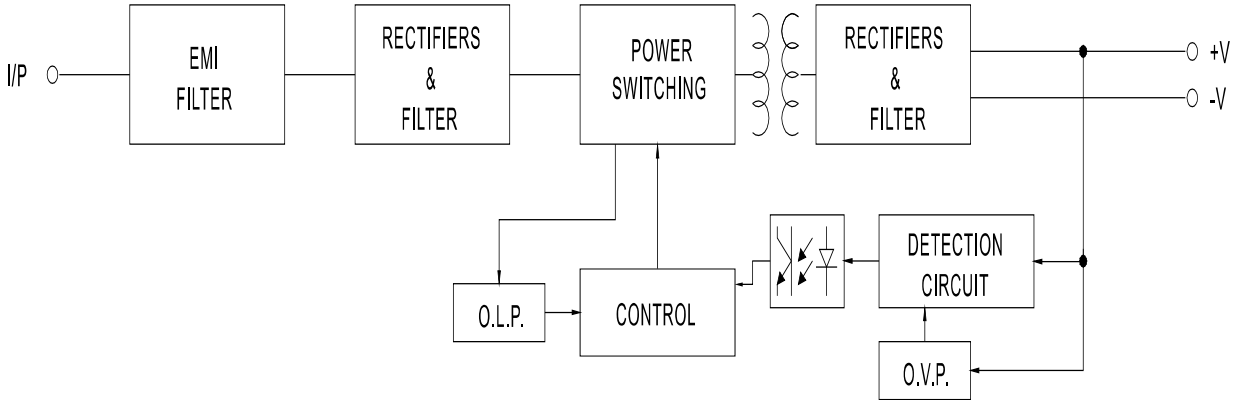 I/P
EMI
FILTER
RECTIFIERS
&
FILTER
POWER
SWITCHING
RECTIFIERS
&
FILTER
+V
-V
O.L.P.
CONTROL
DETECTION
CIRCUIT
O.V.P.